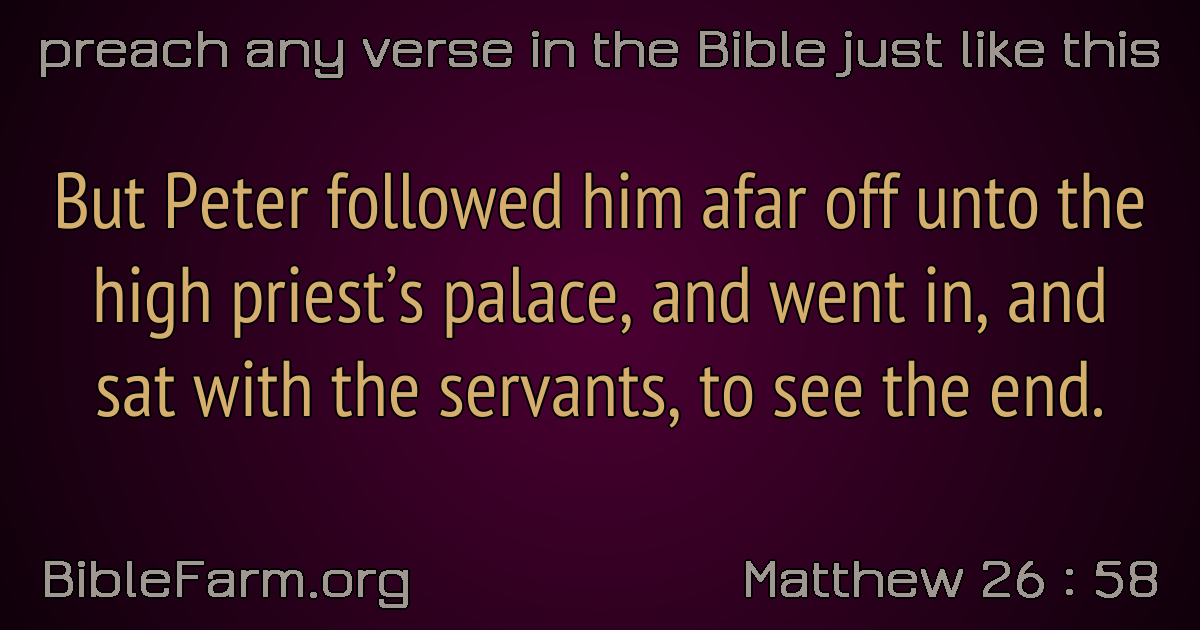 preach any verse in the Bible just like this
But Peter followed him afar off unto the
high priest’s palace, and went in, and
sat with the servants, to see the end.
BibleFarm.org
Matthew 26 : 58